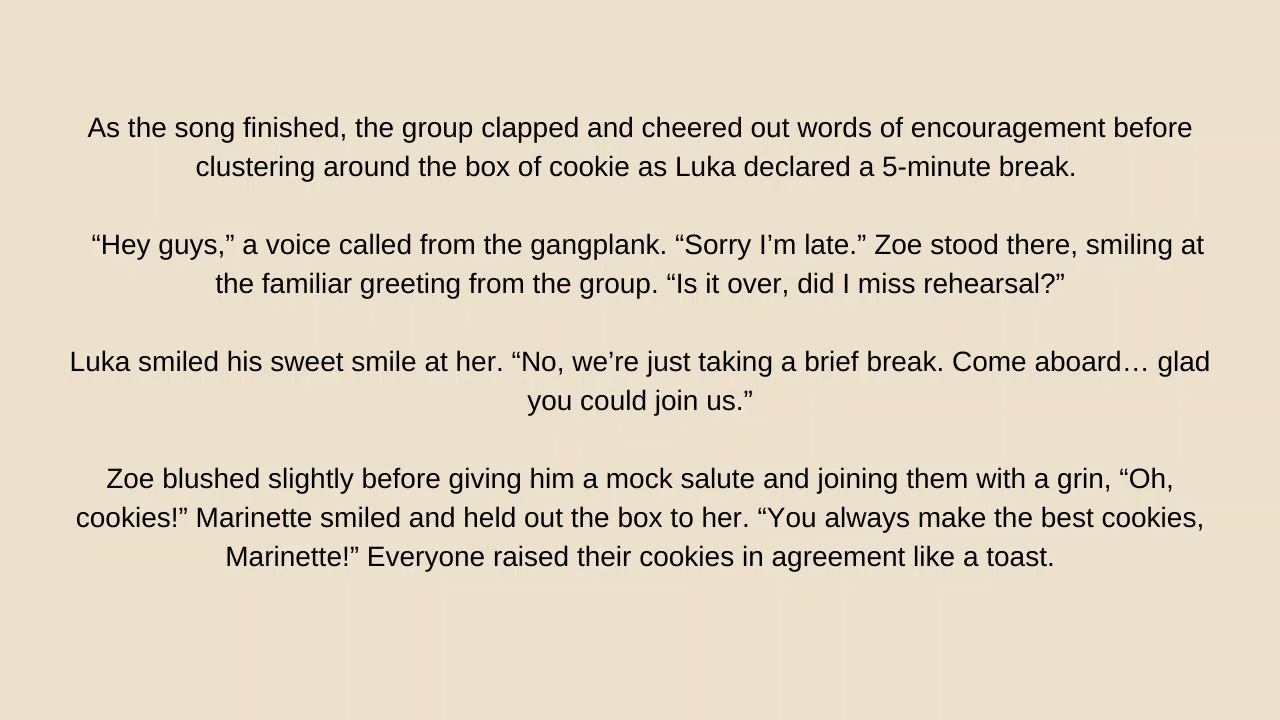 As the song finished, the group clapped and cheered out words of encouragement before
clustering around the box of cookie as Luka declared a 5-minute break.
“Hey guys,” a voice called from the gangplank. “Sorry I’m late.” Zoe stood there, smiling at
the familiar greeting from the group. “Is it over, did I miss rehearsal?”
Luka smiled his sweet smile at her. “No, we’re just taking a brief break. Come aboard… glad
you could join us.”
Zoe blushed slightly before giving him a mock salute and joining them with a grin, “Oh,
cookies!” Marinette smiled and held out the box to her. “You always make the best cookies,
Marinette!” Everyone raised their cookies in agreement like a toast.